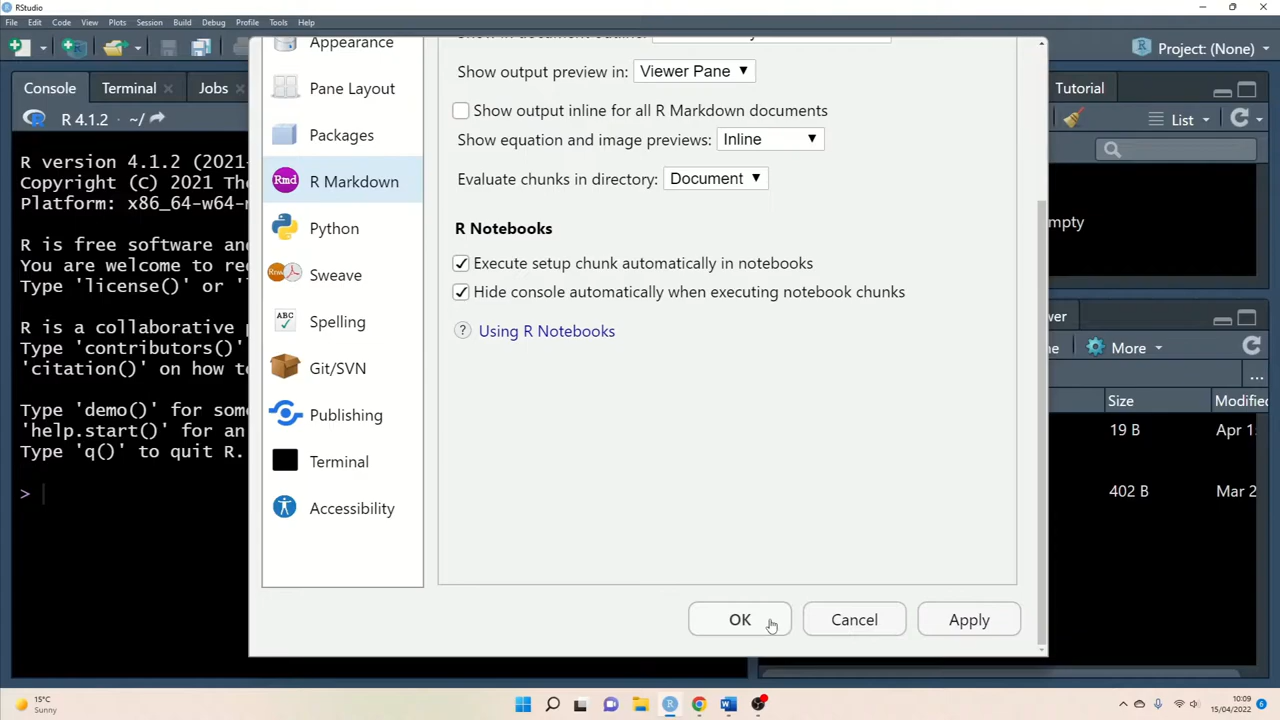 RStudio
File Edit Code View Plots Session Build Debug Profile Tools Help
Project: (None)
Console Terminal Jobs
R 4.1.2 · ~/
R version 4.1.2 (2021-
Copyright (C) 2021 The
Platform: x86_64-w64-
R is free software and
You are welcome to re
Type 'license()' or '
R is a collaborative
Type 'contributors()'
'citation()' on how to
Type 'demo()' for som
'help.start()' for an
Type 'q()' to quit R.
>
Appearance
Pane Layout
Packages
Rmd R Markdown
Python
Sweave
ABC Spelling
Git/SVN
Publishing
Terminal
Accessibility
Show output preview in: Viewer Pane
Show output inline for all R Markdown documents
Show equation and image previews: Inline
Evaluate chunks in directory: Document
R Notebooks
Execute setup chunk automatically in notebooks
Hide console automatically when executing notebook chunks
? Using R Notebooks
OK Cancel Apply
Tutorial
List
pty
wer
me More
...
Size Modified
19 B Apr 1
402 B Mar 2
15°C
Sunny
10:09
15/04/2022
6